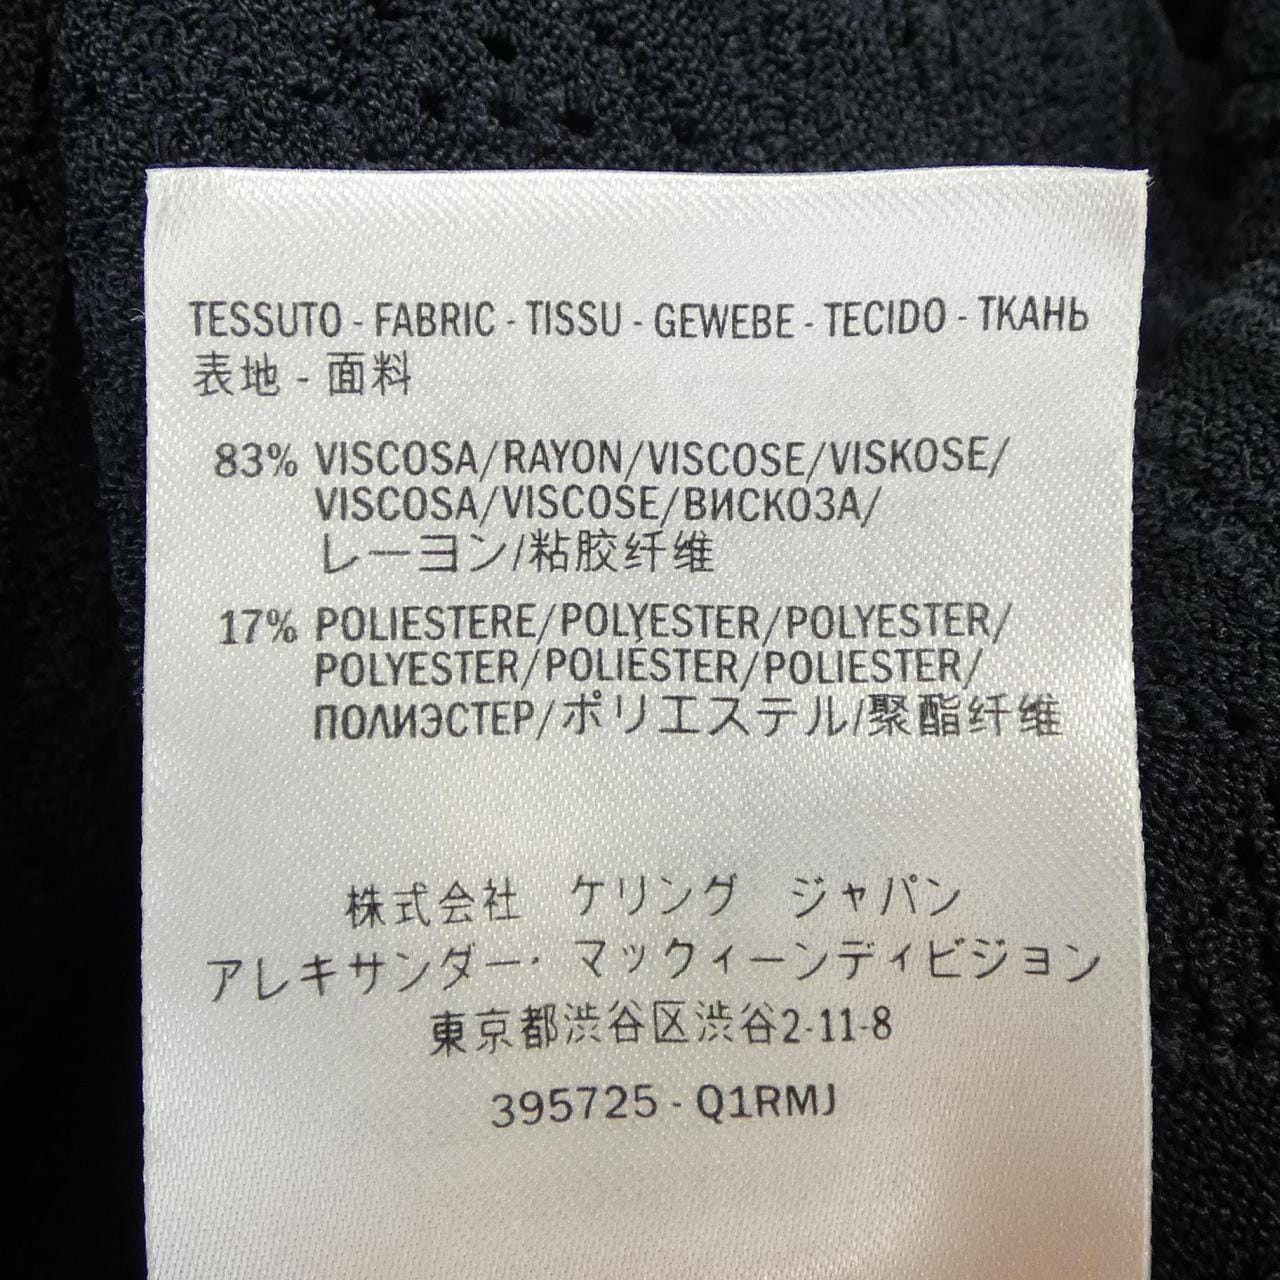 TESSUTO - FABRIC - TISSU - GEWEBE - TECIDO - ТКАНЬ
表地 - 面料
83% VISCOSA/RAYON/VISCOSE/VISKOSE/
VISCOSA/VISCOSE/ВИСКОЗА/
レーヨン/粘胶纤维
17% POLIESTERE/POLYESTER/POLYESTER/
POLYESTER/POLIÉSTER/POLIESTER/
ПОЛИЭСТЕР/ポリエステル/聚酯纤维
株式会社 ケリング ジャパン
アレキサンダー・マックィーンディビジョン
東京都渋谷区渋谷2-11-8
395725 - Q1RMJ